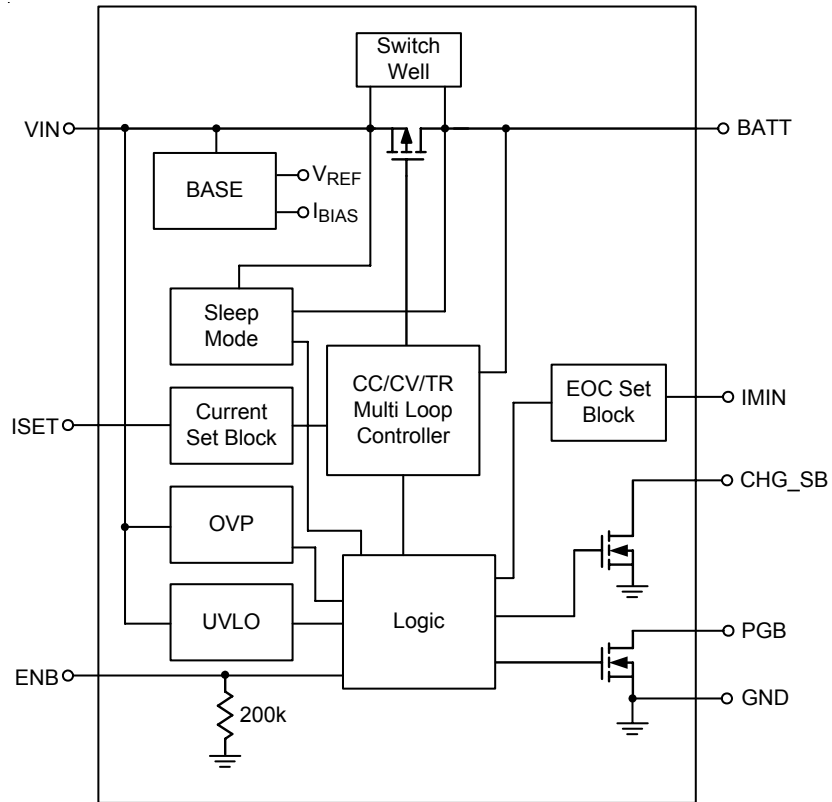 Switch
Well
VIN
BATT
BASE
VREF
IBIAS
Sleep
Mode
CC/CV/TR
Multi Loop
Controller
EOC Set
Block
IMIN
ISET
Current
Set Block
CHG_SB
OVP
Logic
UVLO
PGB
ENB
GND
200k